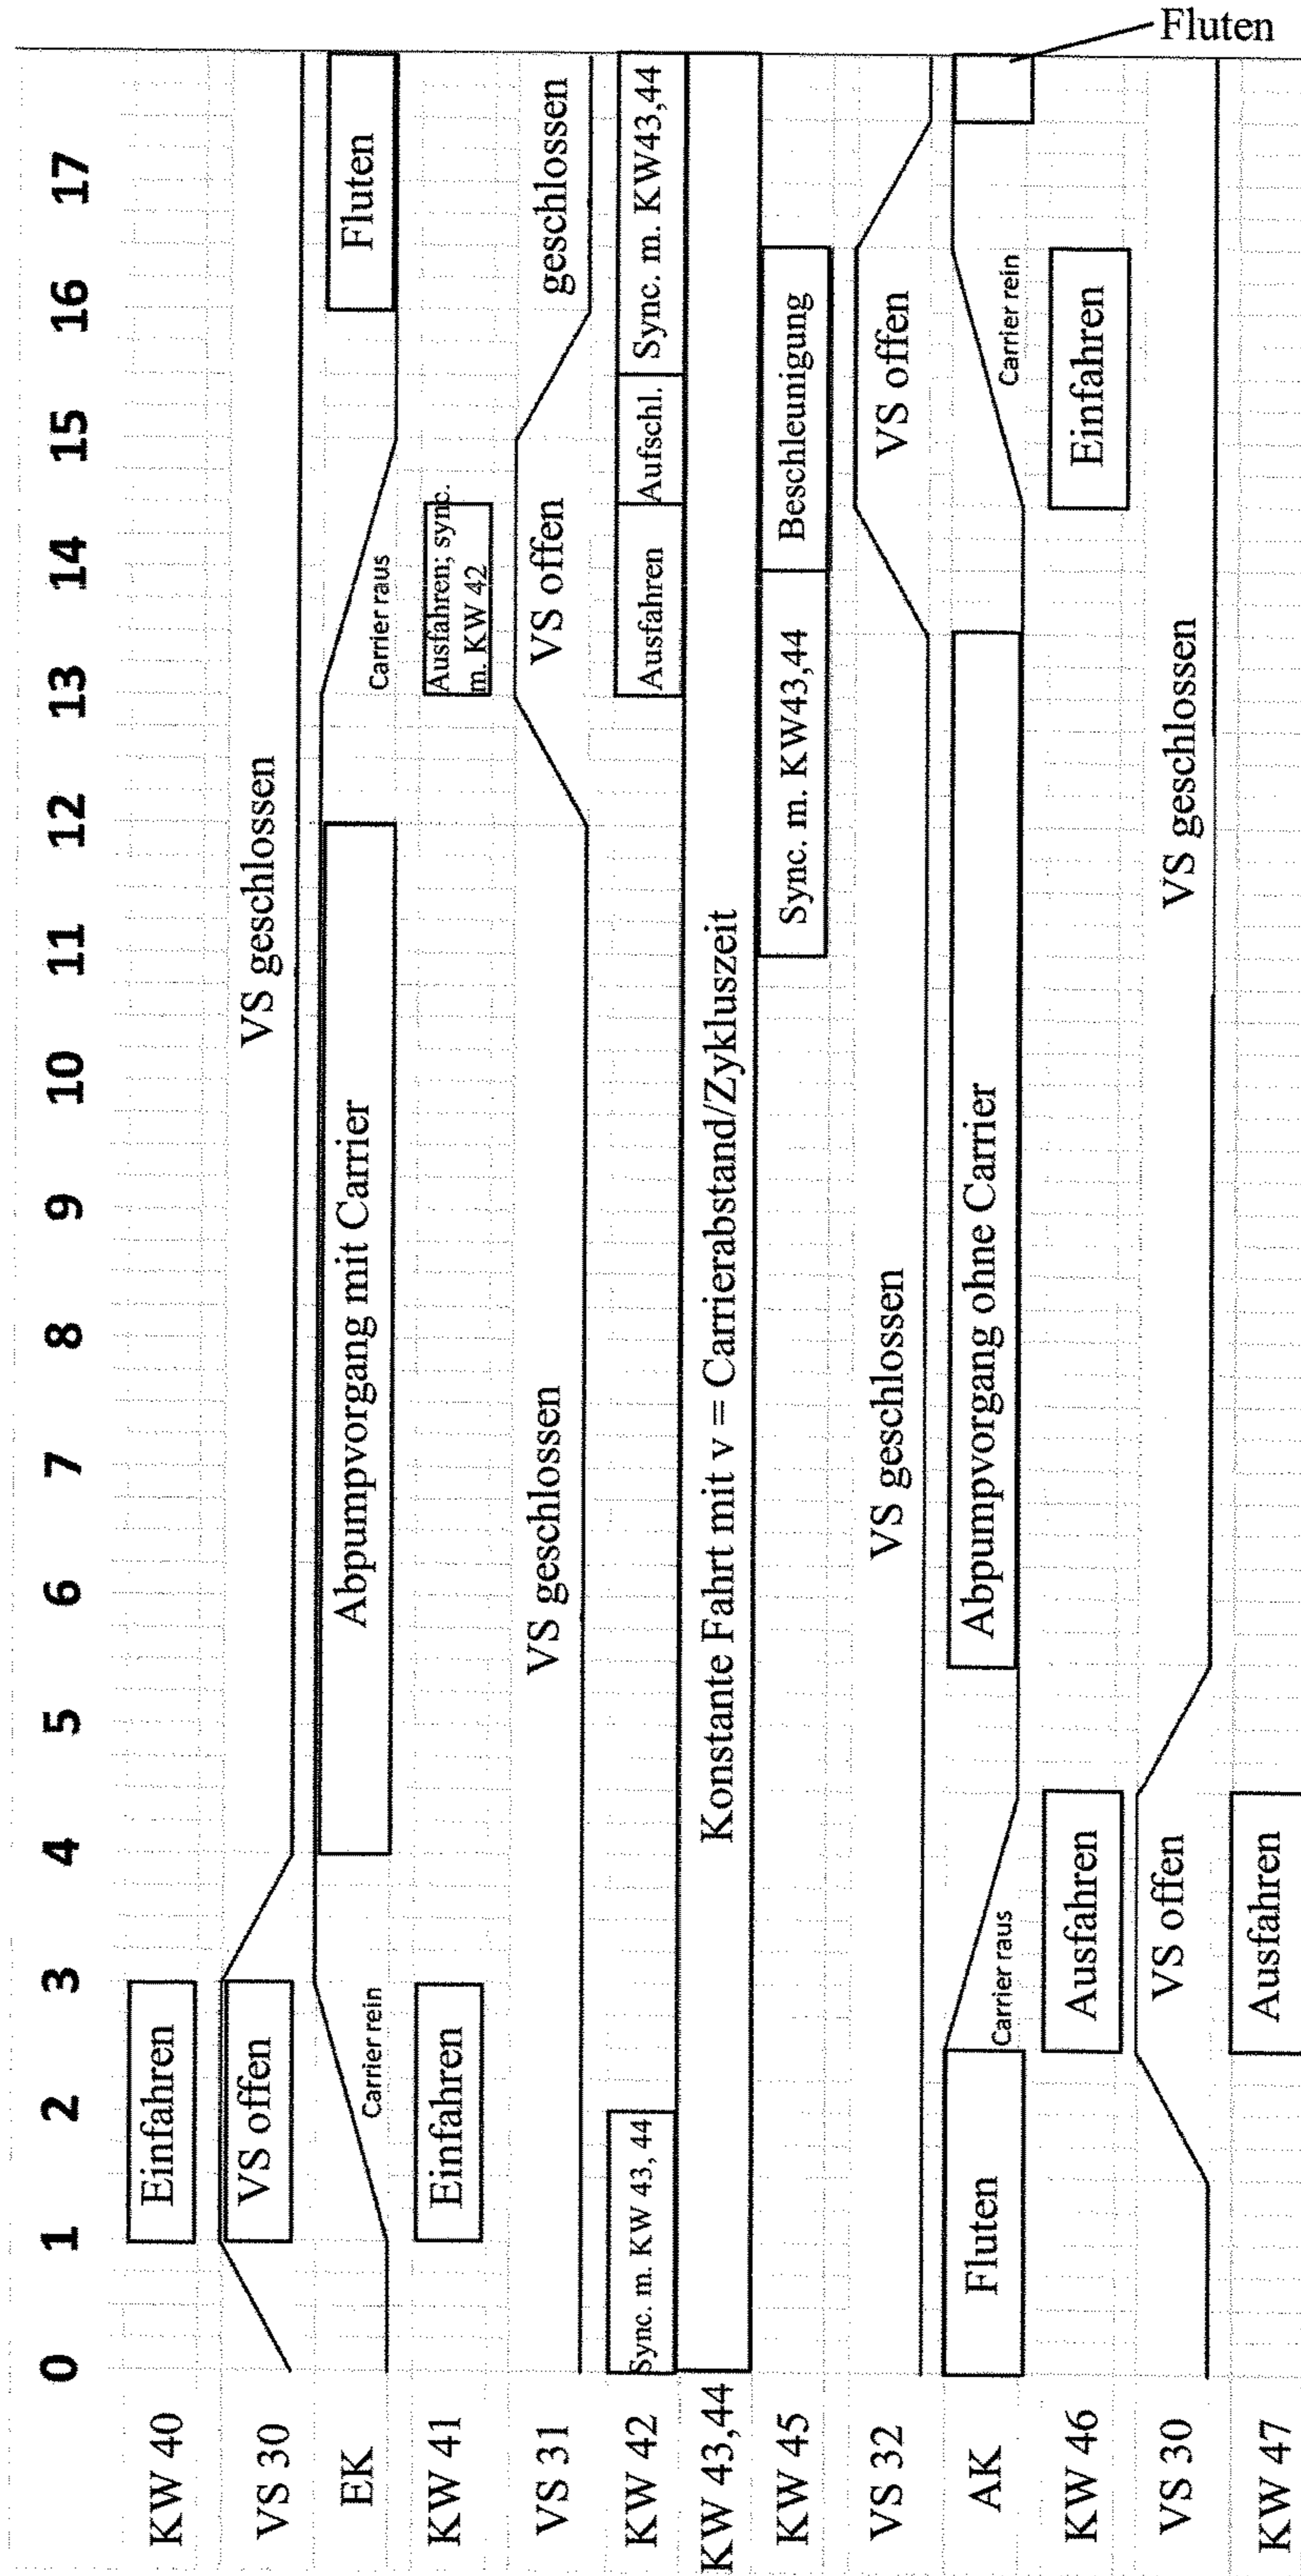 0 1 2 3 4 5 6 7 8 9 10 11 12 13 14 15 16 17
KW 40
Einfahren
VS 30
VS offen
VS geschlossen
EK
Carrier rein
Abpumpvorgang mit Carrier
Carrier raus
Fluten
KW 41
Einfahren
Ausfahren; sync.
m. KW 42
VS 31
VS geschlossen
VS offen
geschlossen
KW 42
Sync. m. KW 43, 44
Ausfahren
Aufschl.
Sync. m. KW43,44
KW 43,44
Konstante Fahrt mit v = Carrierabstand/Zykluszeit
KW 45
Sync. m. KW43,44
Beschleunigung
VS 32
VS geschlossen
VS offen
AK
Fluten
Carrier raus
Abpumpvorgang ohne Carrier
Carrier rein
Fluten
KW 46
Ausfahren
Einfahren
VS 30
VS offen
VS geschlossen
KW 47
Ausfahren